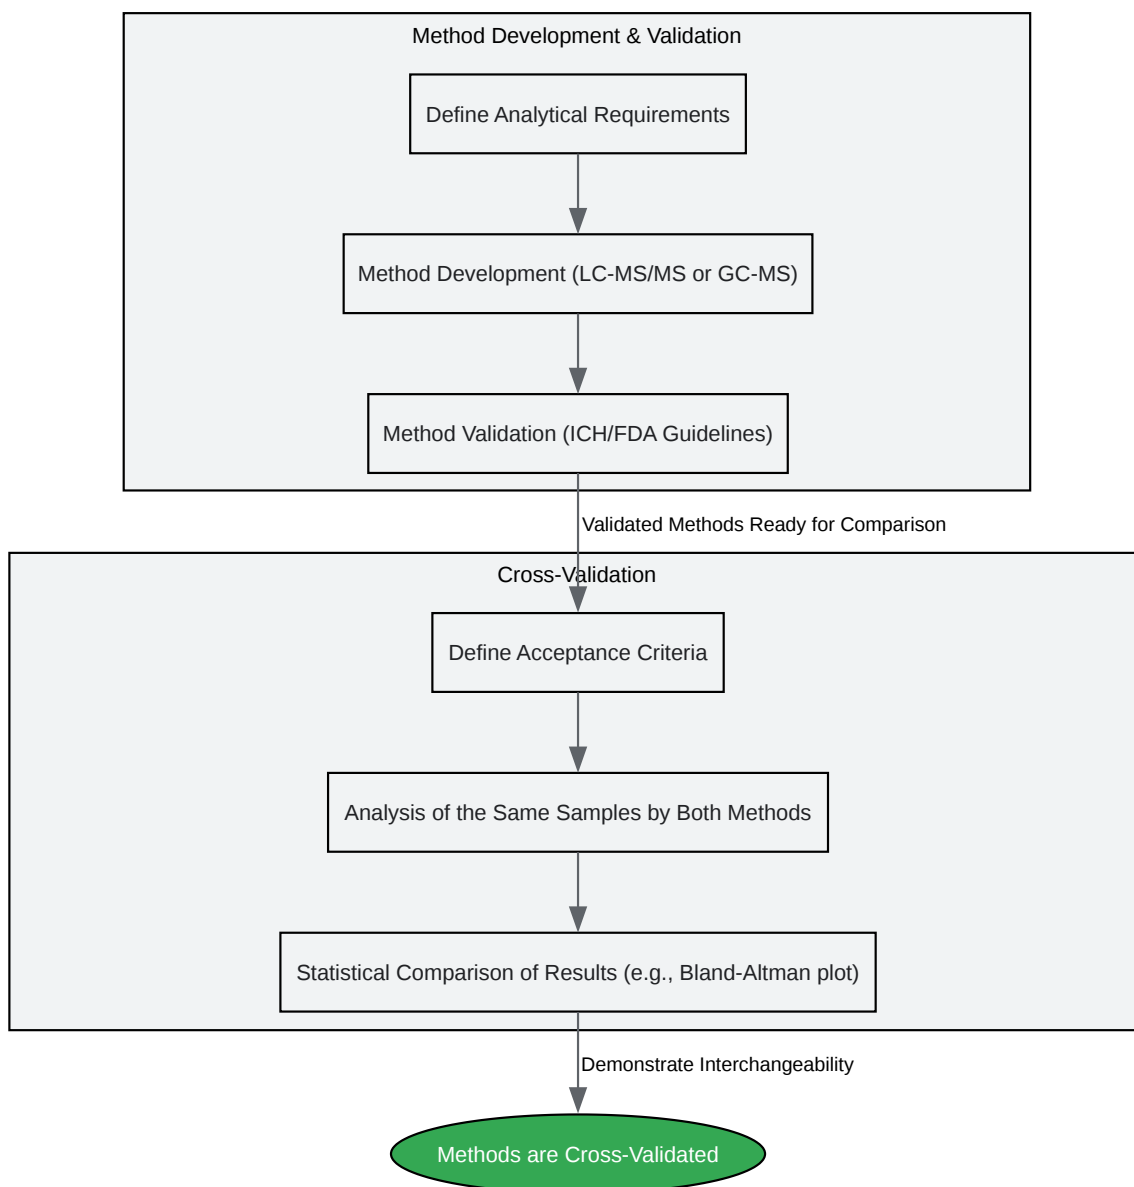 Method Development & Validation
Define Analytical Requirements
Method Development (LC-MS/MS or GC-MS)
Method Validation (ICH/FDA Guidelines)
Validated Methods Ready for Comparison
Cross-Validation
Define Acceptance Criteria
Analysis of the Same Samples by Both Methods
Statistical Comparison of Results (e.g., Bland-Altman plot)
Demonstrate Interchangeability
Methods are Cross-Validated